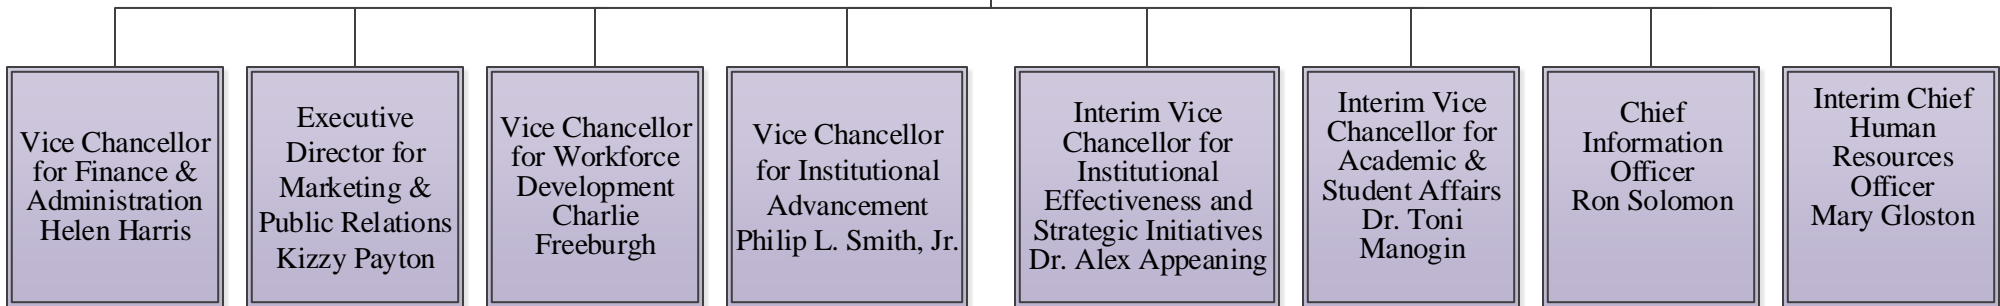 Vice Chancellor
for Finance &
Administration
Helen Harris
Executive
Director for
Marketing &
Public Relations
Kizzy Payton
Vice Chancellor
for Workforce
Development
Charlie
Freeburgh
Vice Chancellor
for Institutional
Advancement
Philip L. Smith, Jr.
Interim Vice
Chancellor for
Institutional
Effectiveness and
Strategic Initiatives
Dr. Alex Appeaning
Interim Vice
Chancellor for
Academic &
Student Affairs
Dr. Toni
Manogin
Chief
Information
Officer
Ron Solomon
Interim Chief
Human
Resources
Officer
Mary Gloston